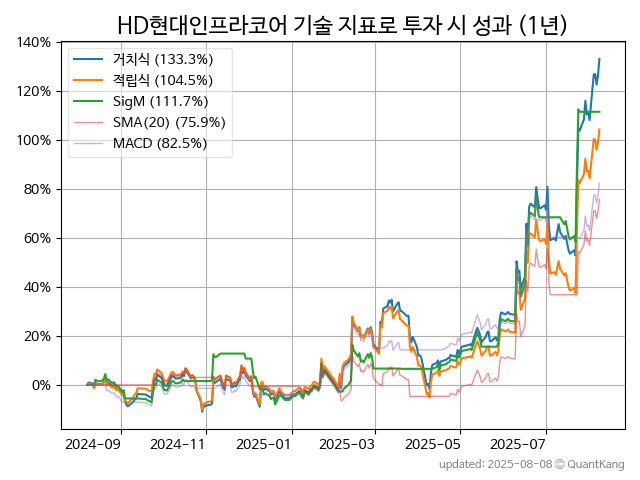 HD현대인프라코어 기술 지표로 투자 시 성과 (1년)
140%
120%
100%
80%
60%
40%
20%
0%
거치식 (133.3%)
적립식 (104.5%)
SigM (111.7%)
SMA(20) (75.9%)
MACD (82.5%)
2024-09
2024-11
2025-01
2025-03
2025-05
2025-07
updated: 2025-08-08 © QuantKang